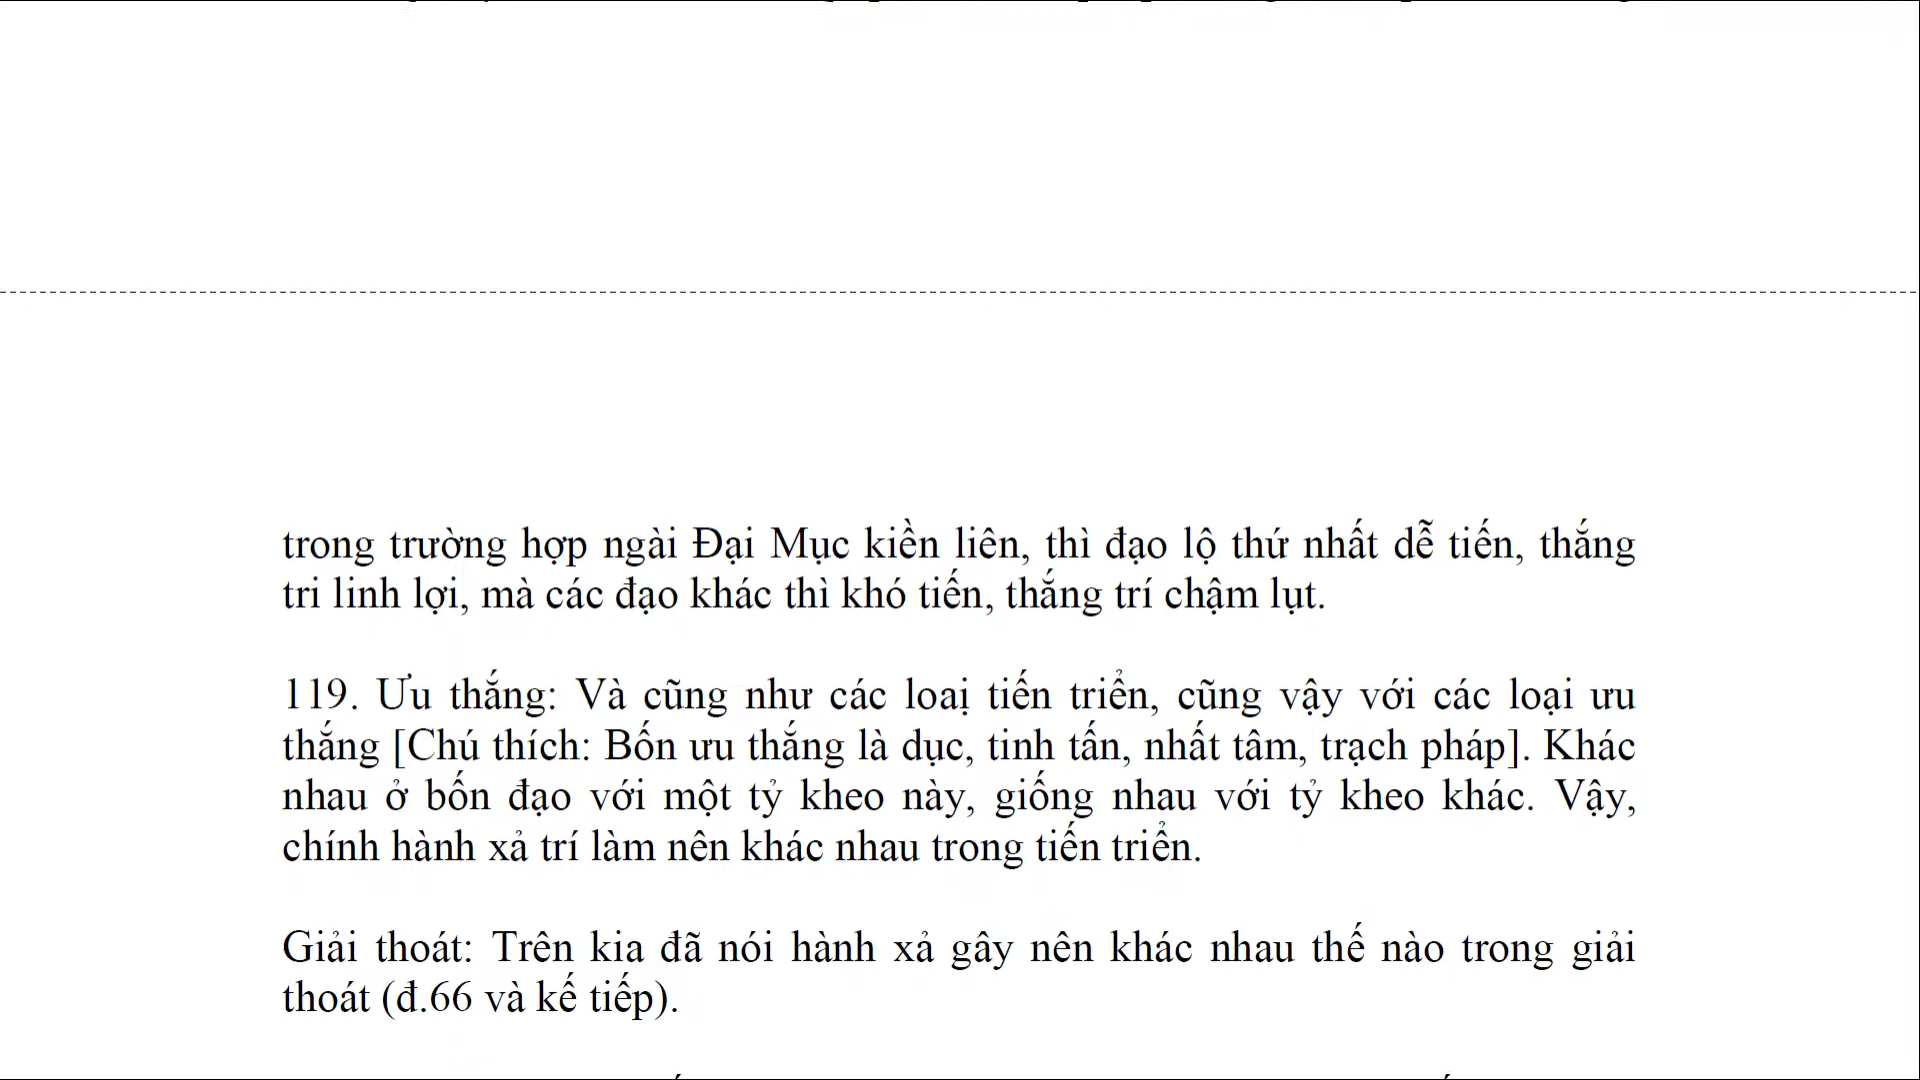 trong trường hợp ngài Đại Mục kiền liên, thì đạo lộ thứ nhất dễ tiến, thắng
tri linh lợi, mà các đạo khác thì khó tiến, thắng trí chậm lụt.
119. Ưu thắng: Và cũng như các loaị tiến triển, cũng vậy với các loại ưu
thắng [Chú thích: Bốn ưu thắng là dục, tinh tấn, nhất tâm, trạch pháp]. Khác
nhau ở bốn đạo với một tỷ kheo này, giống nhau với tỷ kheo khác. Vậy,
chính hành xả trí làm nên khác nhau trong tiến triển.
Giải thoát: Trên kia đã nói hành xả gây nên khác nhau thế nào trong giải
thoát (đ.66 và kế tiếp).